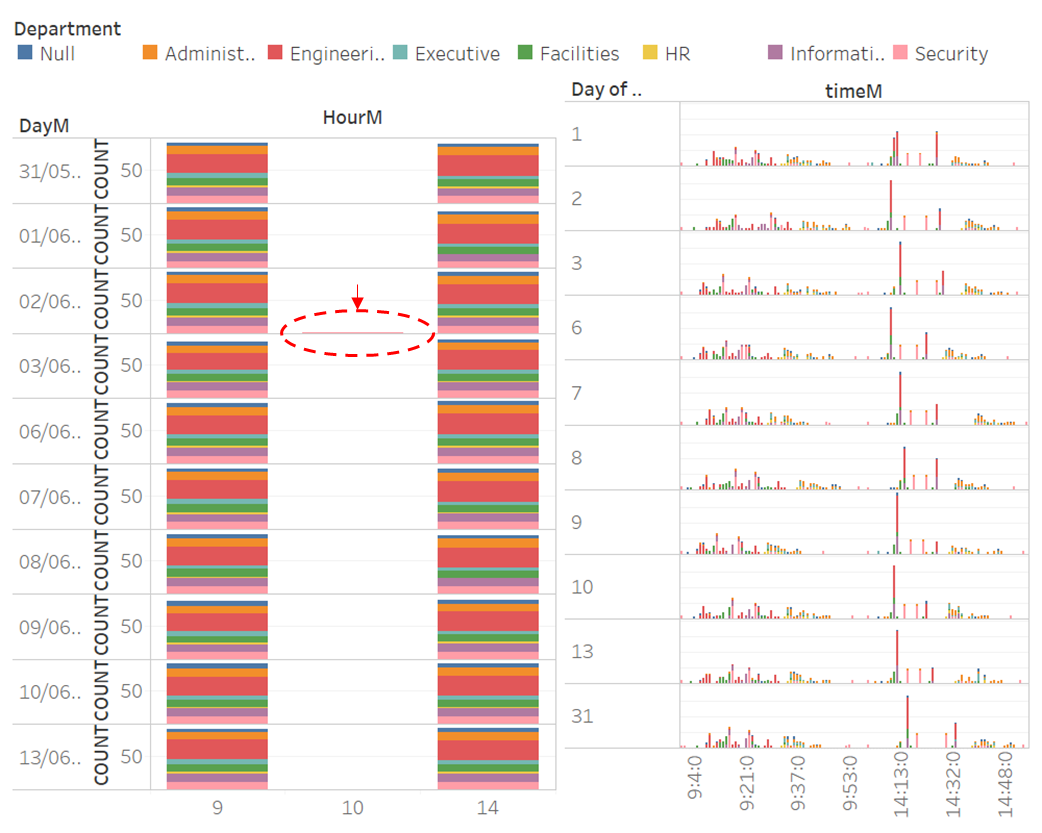 Department
Null Administ.. Engineeri.. Executive Facilities HR Informati.. Security
DayM
HourM
31/05.. COUNT 50
01/06.. COUNT 50
02/06.. COUNT 50
03/06.. COUNT 50
06/06.. COUNT 50
07/06.. COUNT 50
08/06.. COUNT 50
09/06.. COUNT 50
10/06.. COUNT 50
13/06.. COUNT 50
9 10 14
Day of ..
timeM
1
2
3
6
7
8
9
10
13
31
9:4:0
9:21:0
9:37:0
9:53:0
14:13:0
14:32:0
14:48:0